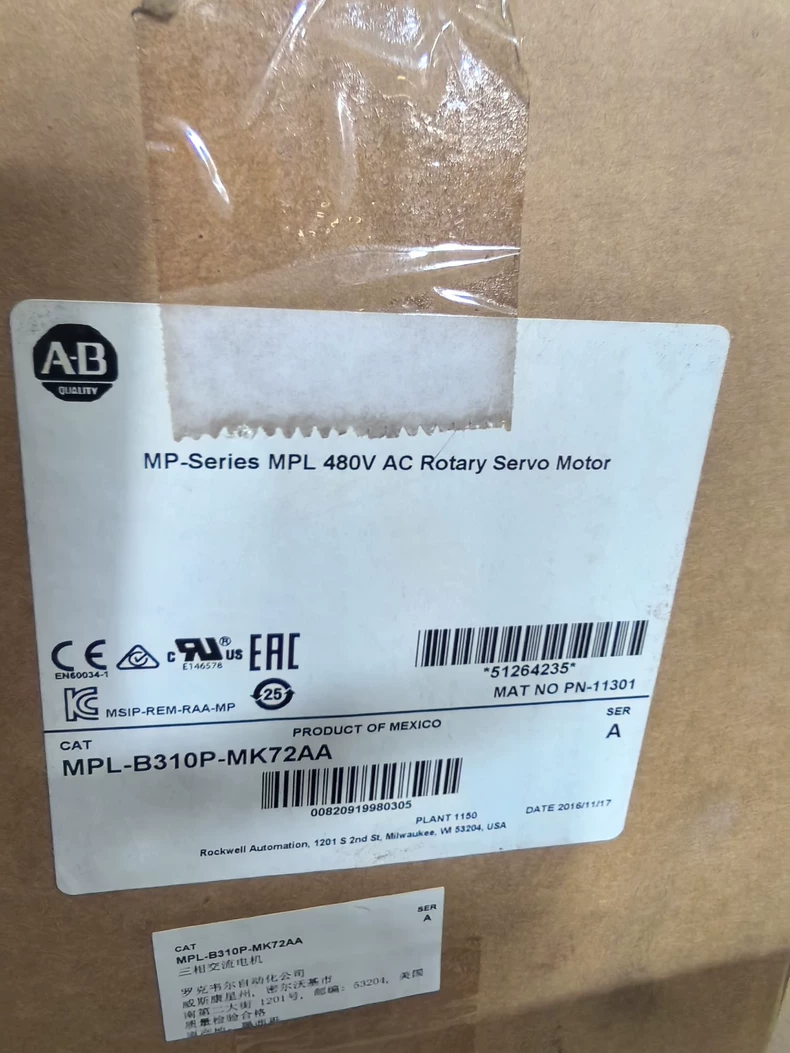 A-B
QUALITY
MP-Series MPL 480V AC Rotary Servo Motor
CE
EN60034-1
c RU® US
E146578
EAC
*51264235*
MAT NO PN-11301
KC MSIP-REM-RAA-MP
25
PRODUCT OF MEXICO
SER
A
CAT
MPL-B310P-MK72AA
00820919980305
PLANT 1150
DATE 2016/11/17
Rockwell Automation, 1201 S 2nd St, Milwaukee, WI 53204, USA
SER
A
CAT
MPL-B310P-MK72AA
三相交流电机
罗克韦尔自动化公司
威斯康星州, 密尔沃基市
南第二大街 1201号, 邮编: 53204, 美国
质量检验合格